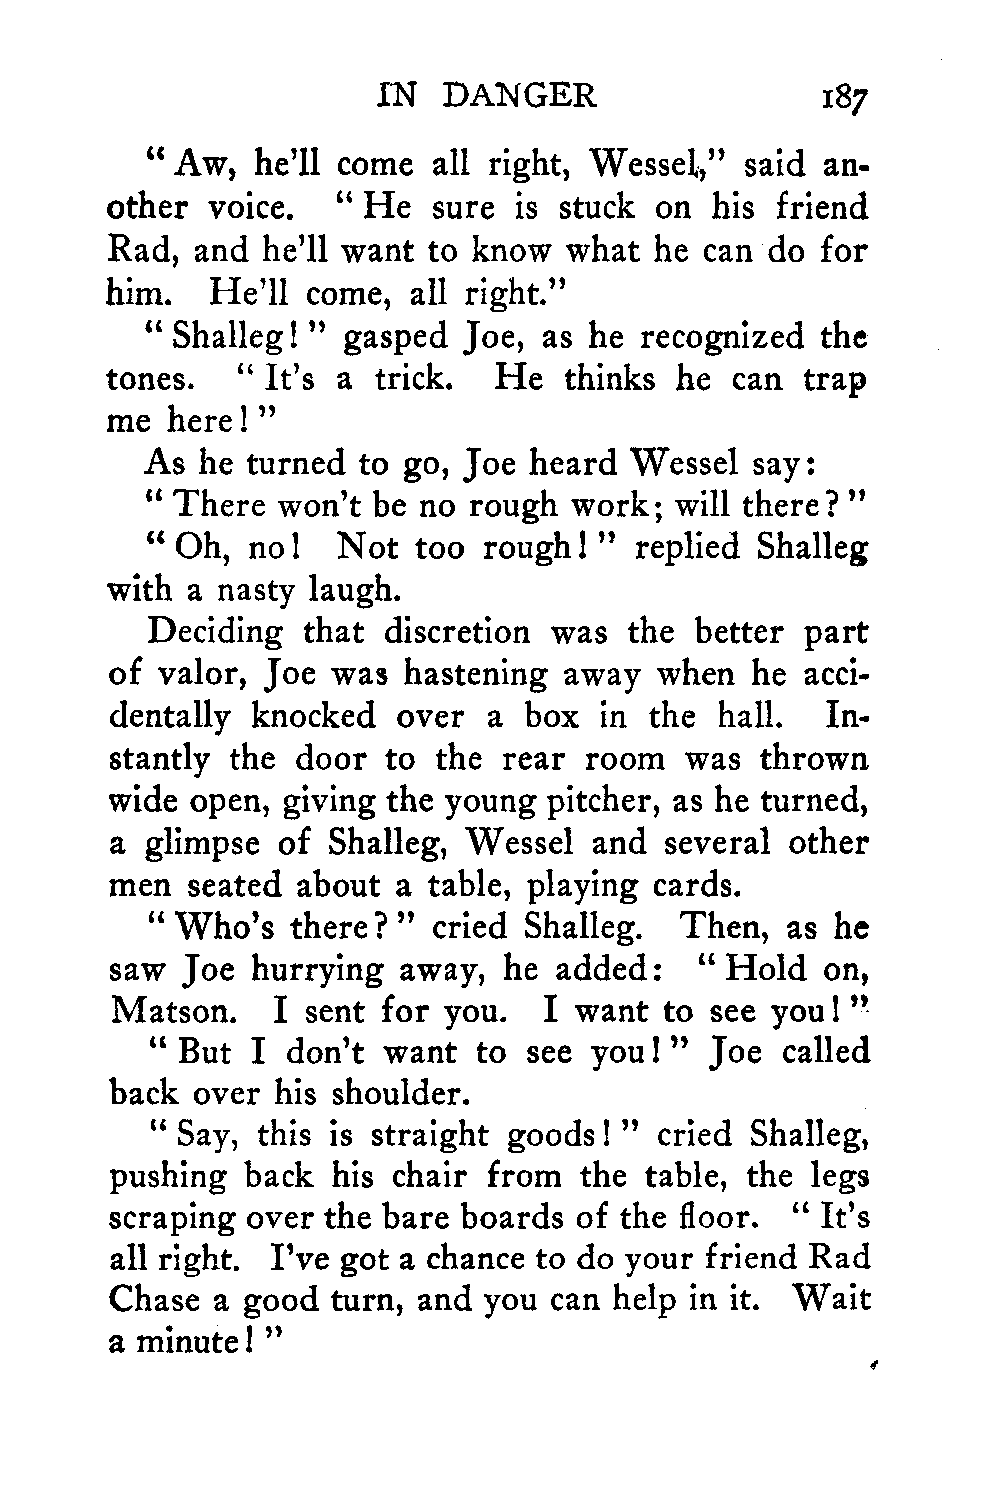 IN DANGER 187
" Aw, he'll come all right, Wessel," said an-
other voice. " He sure is stuck on his friend
Rad, and he'll want to know what he can do for
him. He'll come, all right."
" Shalleg! " gasped Joe, as he recognized the
tones. " It's a trick. He thinks he can trap
me here! "
As he turned to go, Joe heard Wessel say:
" There won't be no rough work; will there? "
" Oh, no! Not too rough! " replied Shalleg
with a nasty laugh.
Deciding that discretion was the better part
of valor, Joe was hastening away when he acci-
dentally knocked over a box in the hall. In-
stantly the door to the rear room was thrown
wide open, giving the young pitcher, as he turned,
a glimpse of Shalleg, Wessel and several other
men seated about a table, playing cards.
" Who's there? " cried Shalleg. Then, as he
saw Joe hurrying away, he added: " Hold on,
Matson. I sent for you. I want to see you! "
" But I don't want to see you! " Joe called
back over his shoulder.
" Say, this is straight goods! " cried Shalleg,
pushing back his chair from the table, the legs
scraping over the bare boards of the floor. " It's
all right. I've got a chance to do your friend Rad
Chase a good turn, and you can help in it. Wait
a minute! "